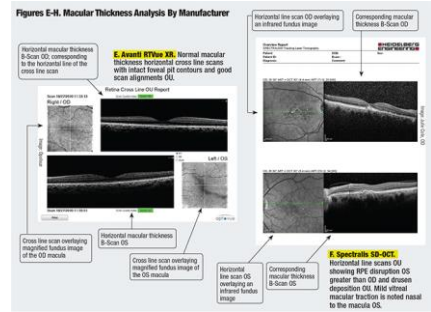 Figures E-H. Macular Thickness Analysis By Manufacturer
Horizontal macular thickness
B-Scan OD; corresponding
to the horizontal line of the
cross line scan
E. Avanti RTVue XR. Normal macular
thickness horizontal cross line scans
with intact foveal pit contours and good
scan alignments OU.
Retina Cross Line OU Report
Right / OD
Left / OS
Cross line scan overlaying
magnified fundus image of
the OD macula
Horizontal macular thickness
B-Scan OS
Cross line scan overlaying
magnified fundus image of
the OS macula
Horizontal line scan OD overlaying
an infrared fundus image
Corresponding macular
thickness B-Scan OD
HEIDELBERG
Horizontal
line scan
OS
overlaying an
infrared fundus
image
Corresponding
macular
thickness
B-Scan OS
F. Spectralis SD-OCT.
Horizontal line scans OU
showing RPE disruption OS
greater than OD and drusen
deposition OU. Mild vitreal
macular traction is noted nasal
to the macula OS.